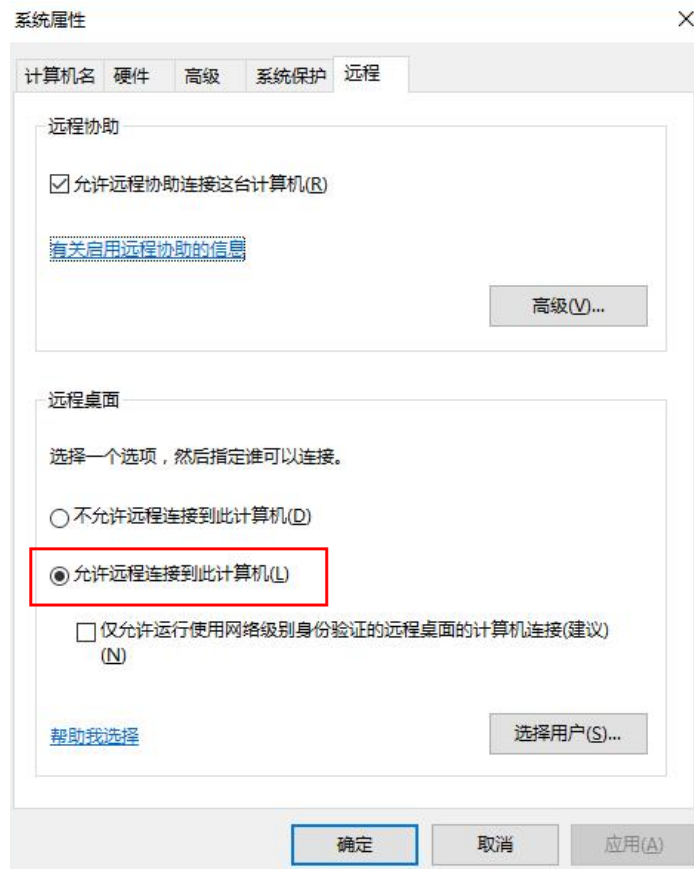 系统属性
计算机名 硬件 高级 系统保护 远程
远程协助
允许远程协助连接这台计算机(R)
有关启用远程协助的信息
高级(V)...
远程桌面
选择一个选项，然后指定谁可以连接。
不允许远程连接到此计算机(D)
允许远程连接到此计算机(L)
仅允许运行使用网络级别身份验证的远程桌面的计算机连接(建议)
(N)
帮助我选择 选择用户(S)...
确定 取消 应用(A)